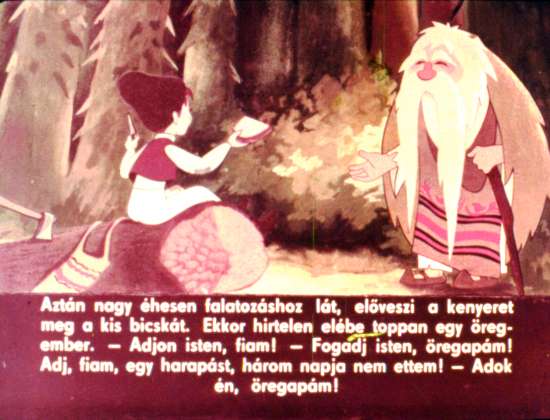 Aztán nagy éhesen falatozáshoz lát, előveszi a kenyeret
meg a kis bicskát. Ekkor hirtelen elébe toppan egy öreg-
ember. — Adjon isten, fiam! — Fogadj isten, öregapám!
Adj, fiam, egy harapást, három napja nem ettem! — Adok
én, öregapám!